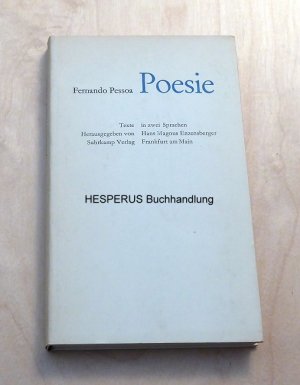 Fernando Pessoa Poesie
Texte in zwei Sprachen
Herausgegeben von Hans Magnus Enzensberger
Suhrkamp Verlag Frankfurt am Main
HESPERUS Buchhandlung